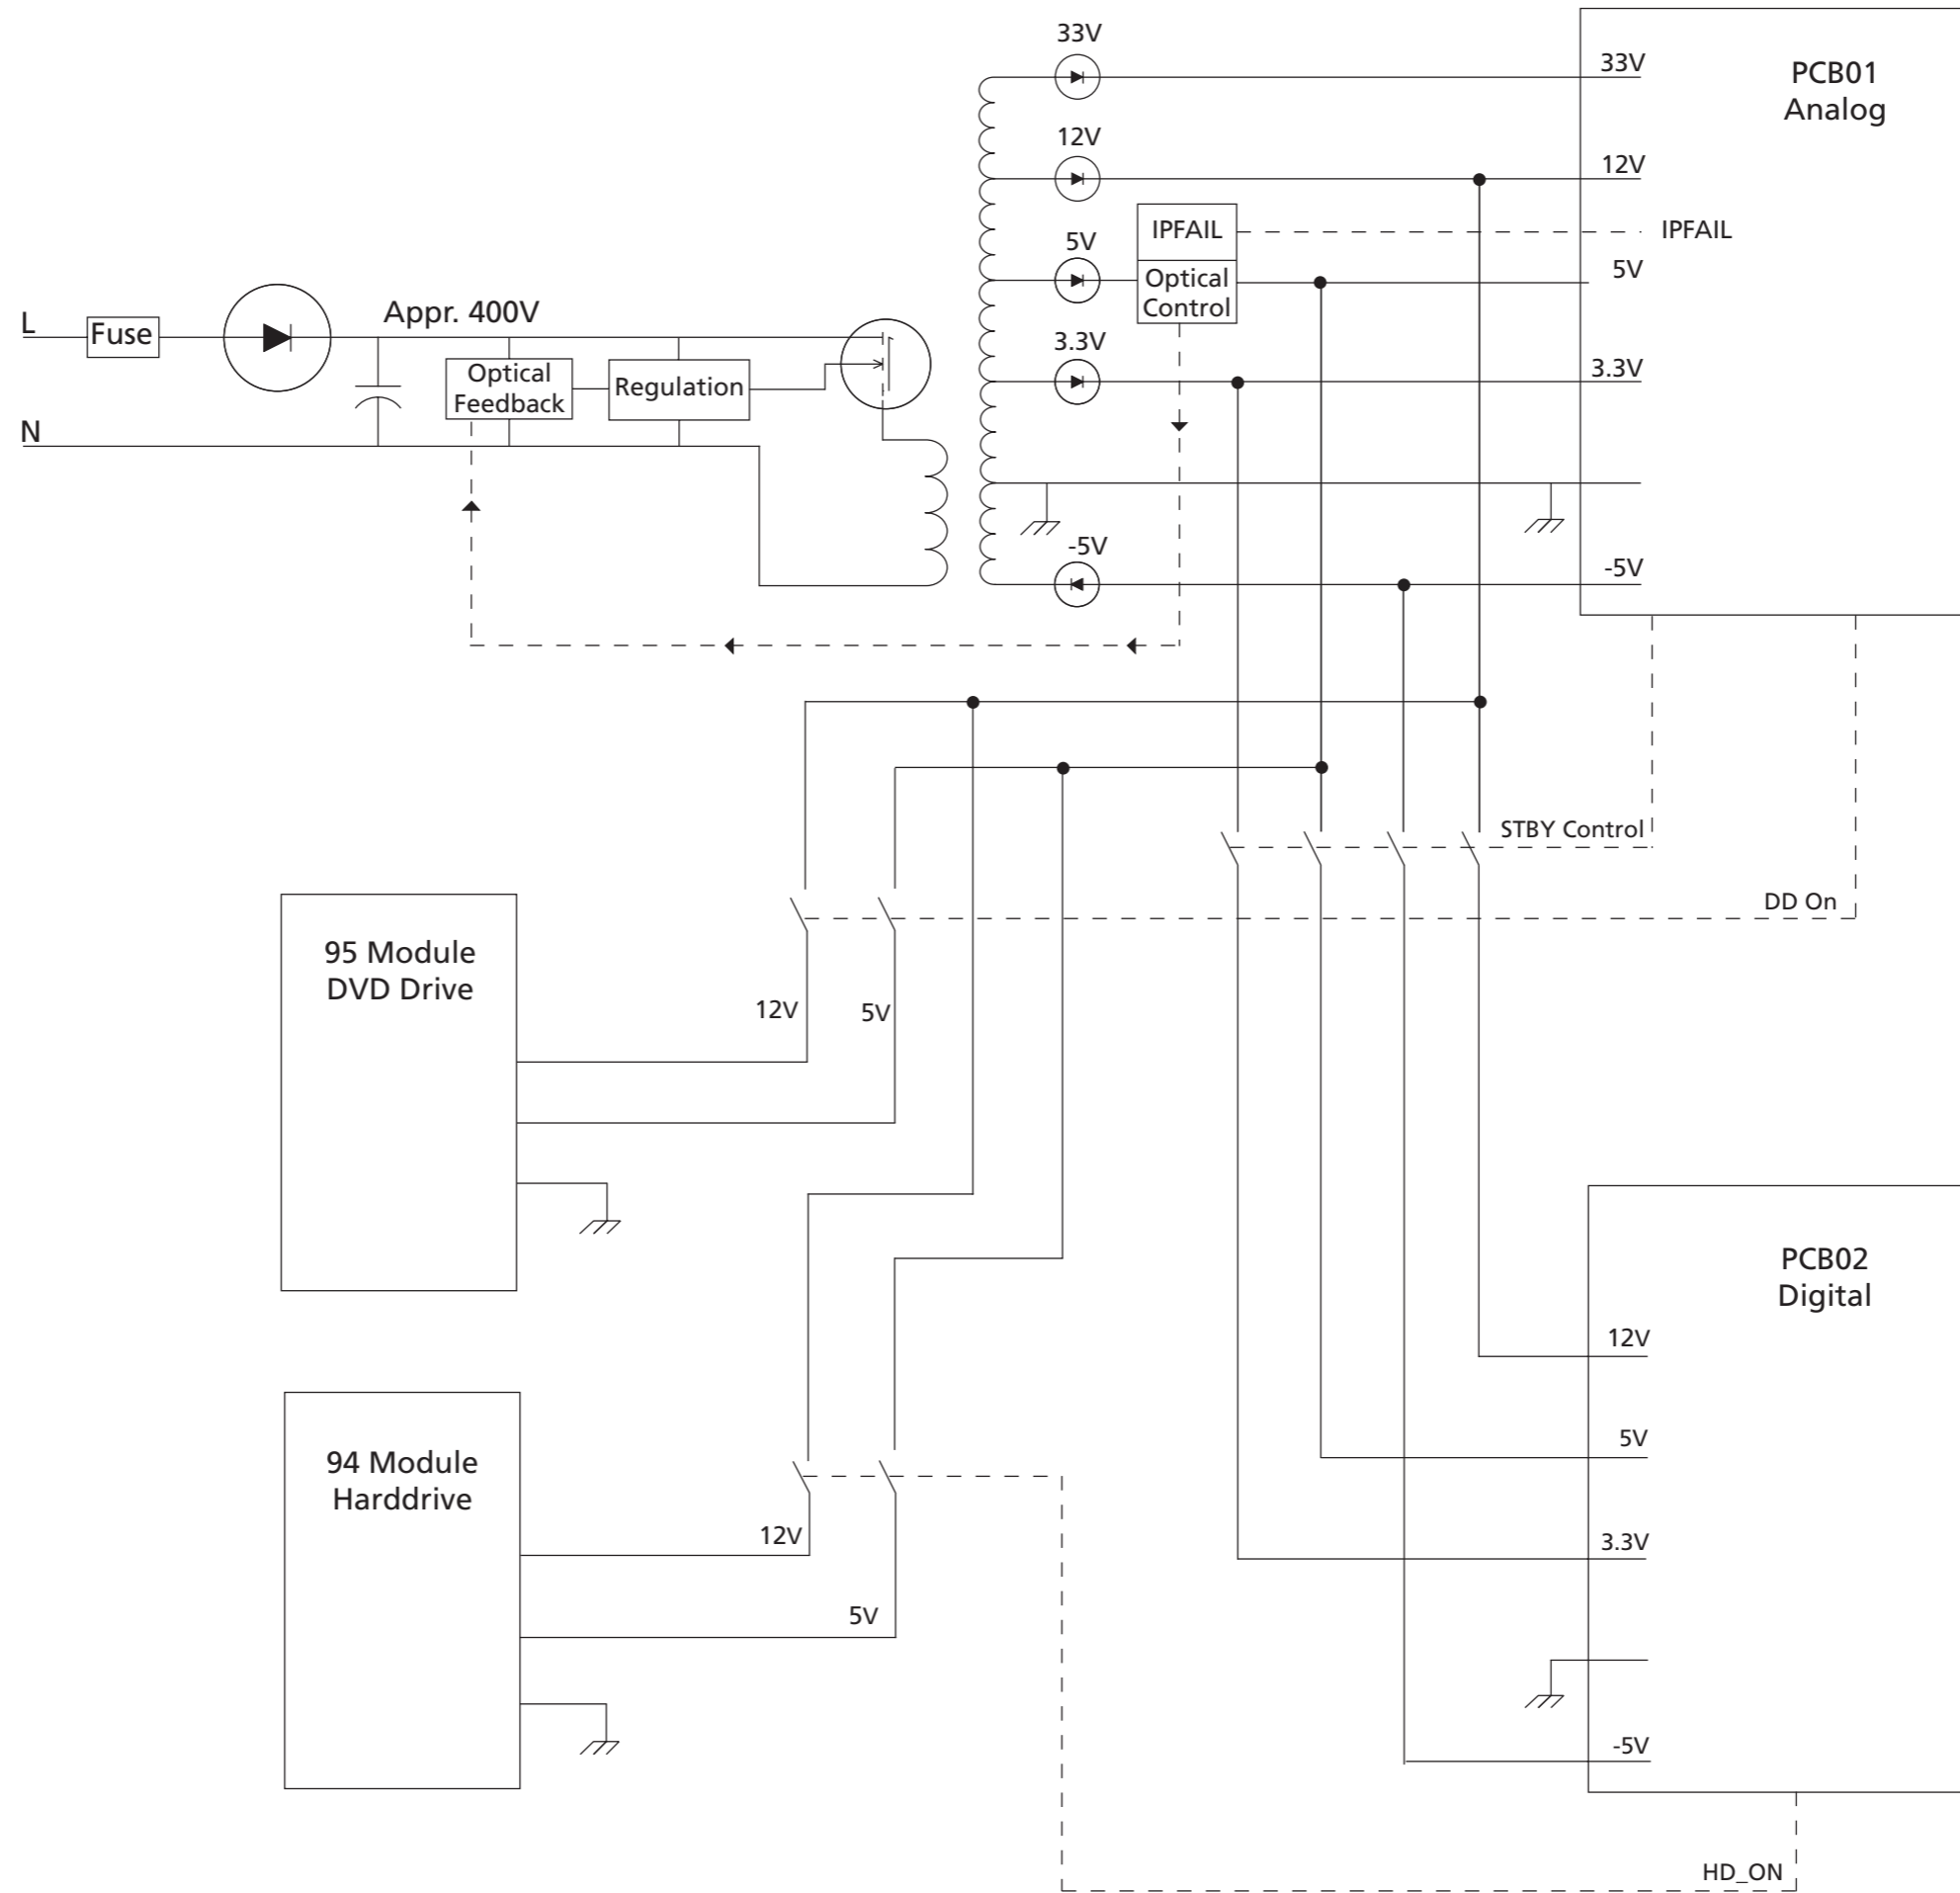 33V
33V
PCB01
Analog
12V
12V
IPFAIL
IPFAIL
5V
5V
Optical
Control
L
Fuse
Appr. 400V
3.3V
3.3V
Optical
Feedback
Regulation
N
-5V
-5V
STBY Control
DD On
95 Module
DVD Drive
12V
5V
PCB02
Digital
12V
5V
94 Module
Harddrive
12V
3.3V
5V
-5V
HD_ON